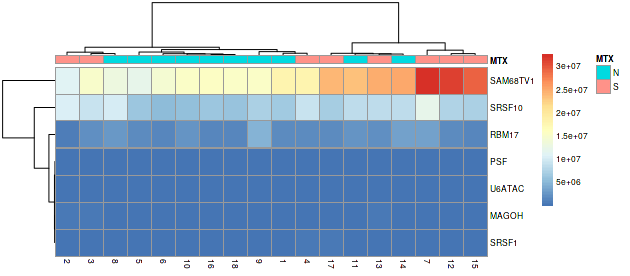 MTX
SAM68TV1
SRSF10
RBM17
PSF
U6ATAC
MAGOH
SRSF1
2 3 8 5 6 10 16 18 9 1 4 17 11 13 14 7 12 15
3e+07
2.5e+07
2e+07
1.5e+07
1e+07
5e+06
MTX
N
S